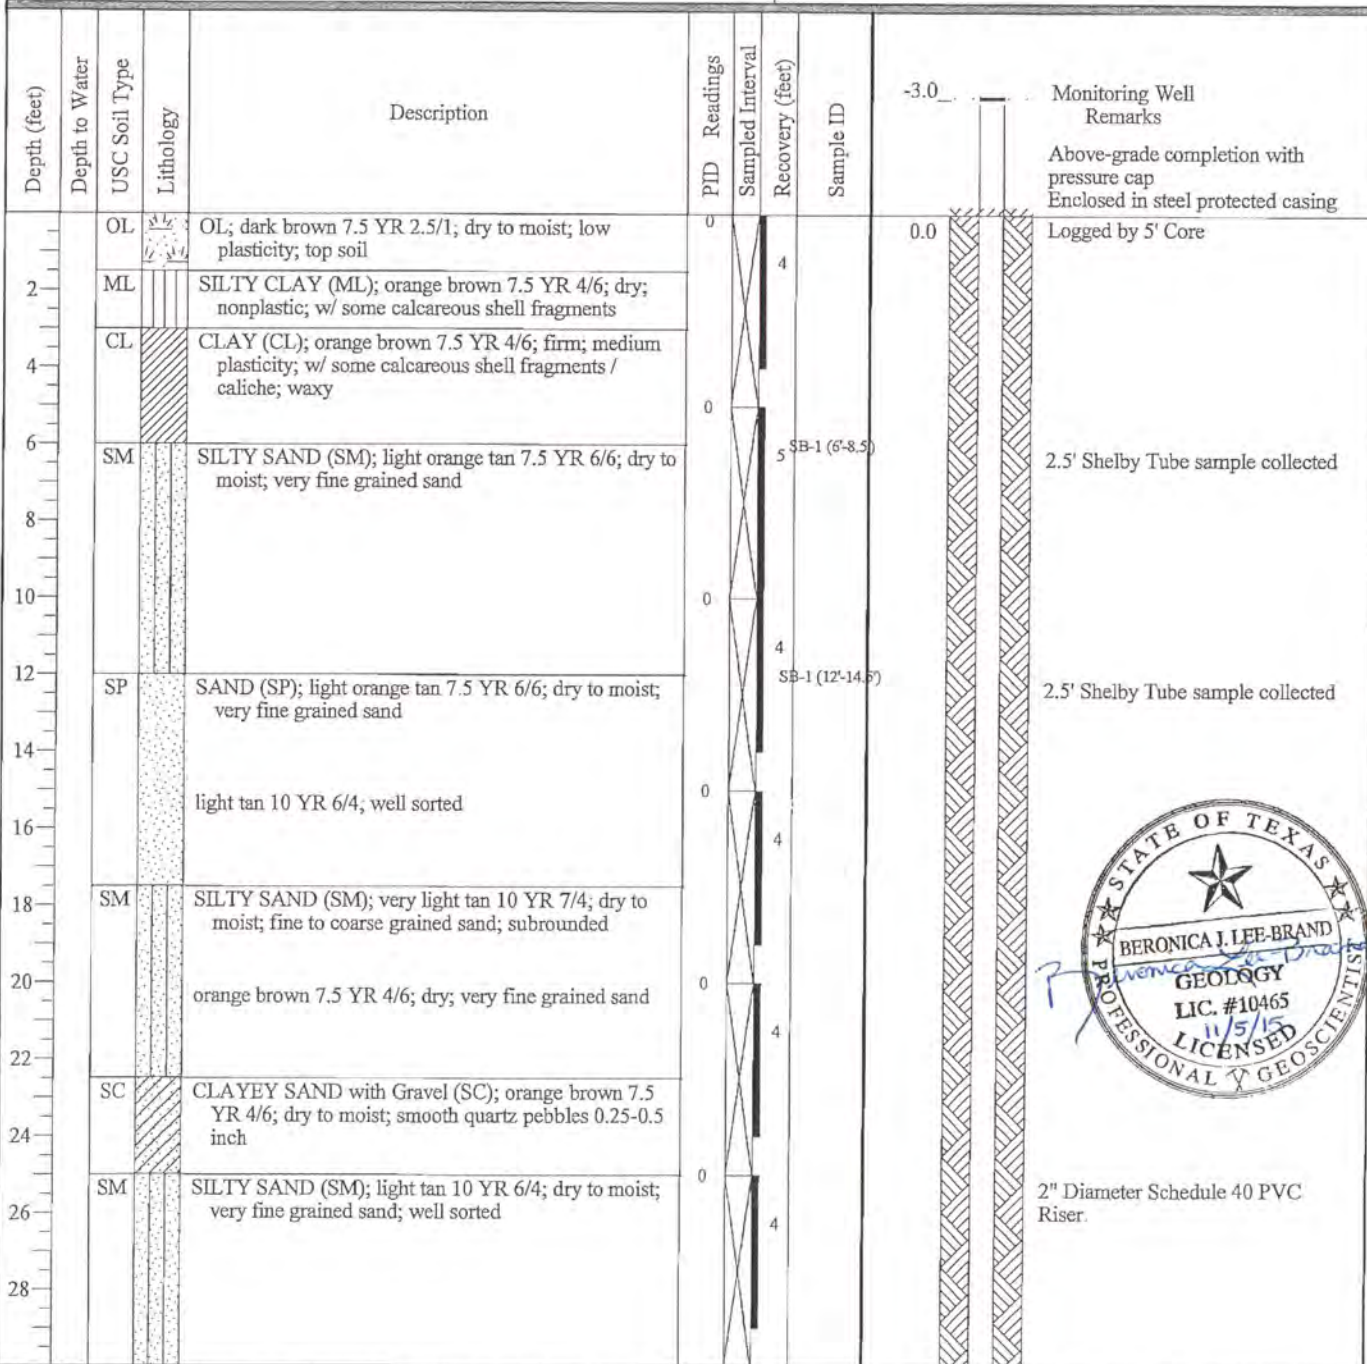 Depth (feet)
Depth to Water
USC Soil Type
Lithology
Description
PID Readings
Sampled Interval
Recovery (feet)
Sample ID
-3.0
Monitoring Well
Remarks
Above-grade completion with
pressure cap
Enclosed in steel protected casing
OL
OL; dark brown 7.5 YR 2.5/1; dry to moist; low
plasticity; top soil
0
4
0.0
Logged by 5' Core
2
ML
SILTY CLAY (ML); orange brown 7.5 YR 4/6; dry;
nonplastic; w/ some calcareous shell fragments
4
CL
CLAY (CL); orange brown 7.5 YR 4/6; firm; medium
plasticity; w/ some calcareous shell fragments /
caliche; waxy
0
6
SM
SILTY SAND (SM); light orange tan 7.5 YR 6/6; dry to
moist; very fine grained sand
5
SB-1 (6'-8.5')
2.5' Shelby Tube sample collected
8
10
0
4
12
SP
SAND (SP); light orange tan 7.5 YR 6/6; dry to moist;
very fine grained sand
SB-1 (12'-14.5')
2.5' Shelby Tube sample collected
14
light tan 10 YR 6/4; well sorted
0
16
4
18
SM
SILTY SAND (SM); very light tan 10 YR 7/4; dry to
moist; fine to coarse grained sand; subrounded
20
orange brown 7.5 YR 4/6; dry; very fine grained sand
0
4
22
SC
CLAYEY SAND with Gravel (SC); orange brown 7.5
YR 4/6; dry to moist; smooth quartz pebbles 0.25-0.5
inch
24
0
SM
SILTY SAND (SM); light tan 10 YR 6/4; dry to moist;
very fine grained sand; well sorted
26
4
2" Diameter Schedule 40 PVC
Riser.
28
STATE OF TEXAS
BERONICA J. LEE-BRAND
Beronica Lee-Brand
GEOLOGY
LIC. #10465
11/5/15
LICENSED
PROFESSIONAL GEOSCIENTIST